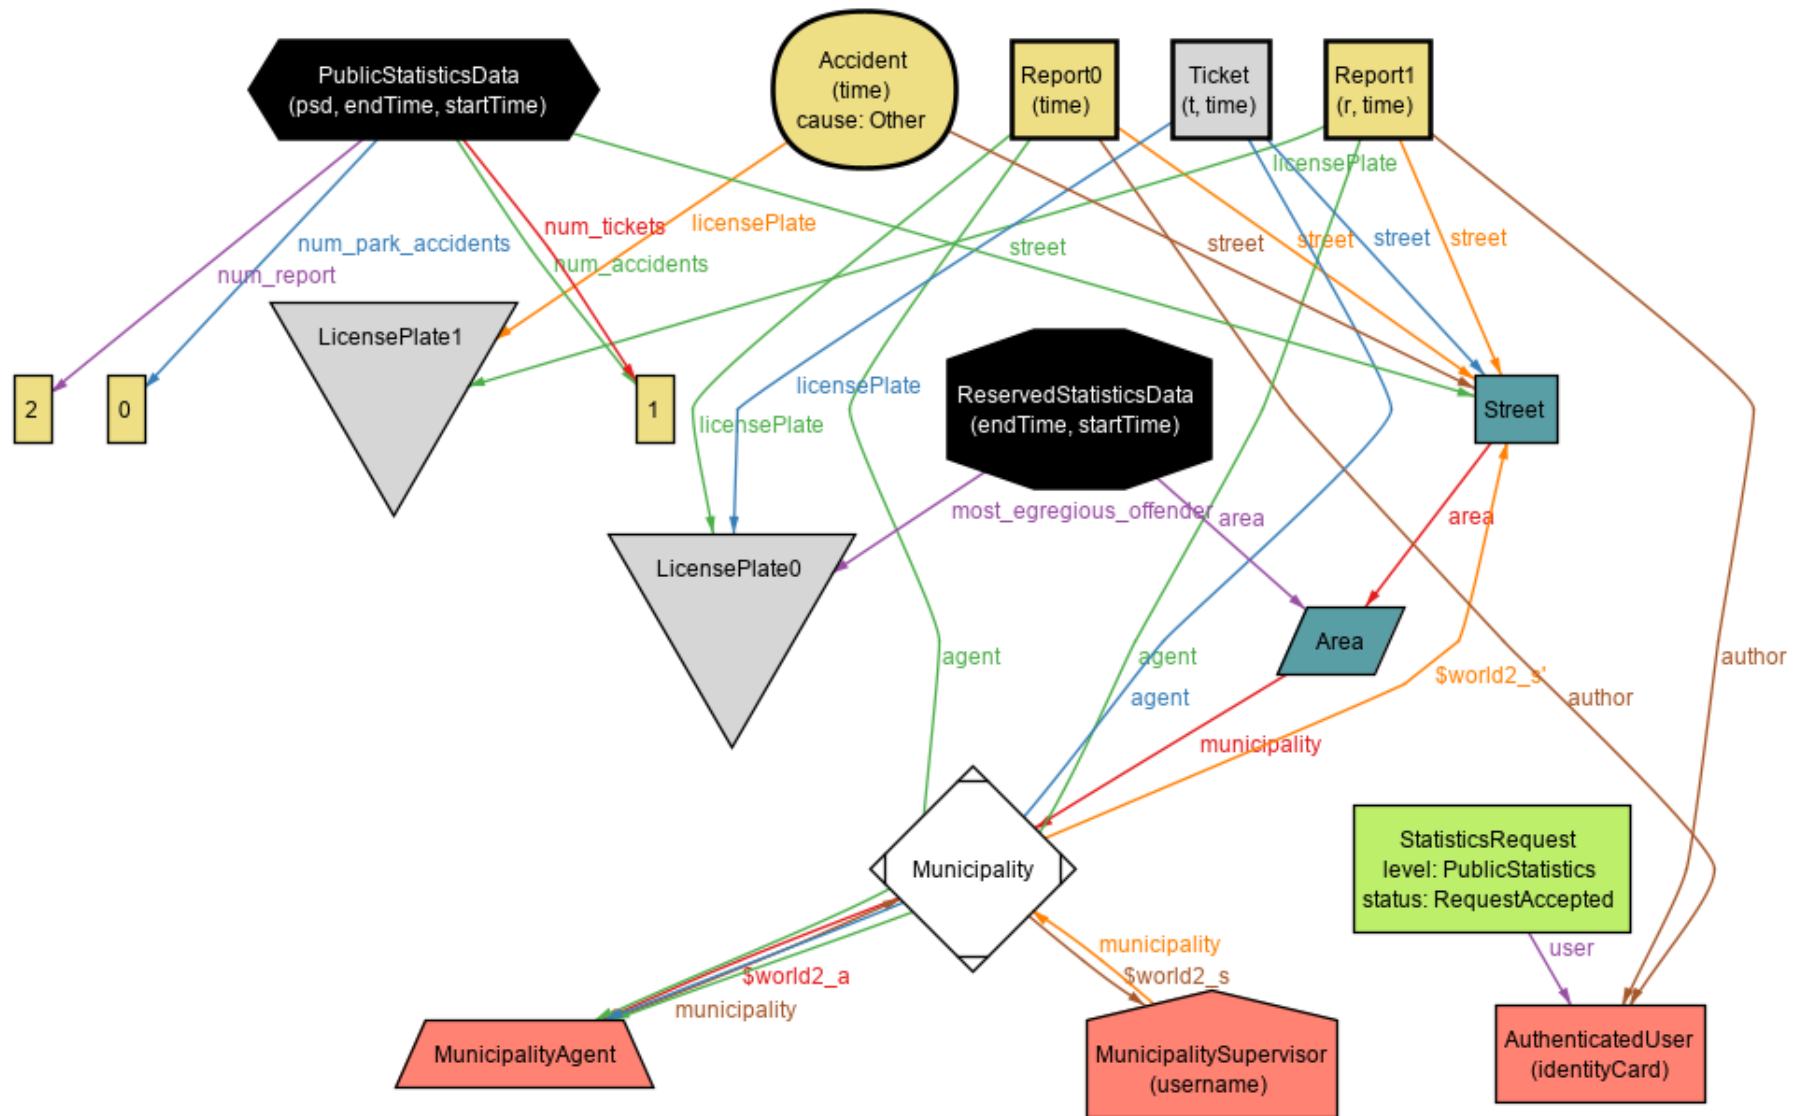 PublicStatisticsData
(psd, endTime, startTime)
Accident
(time)
cause: Other
Report0
(time)
Ticket
(t, time)
Report1
(r, time)
licensePlate
num_tickets
licensePlate
num_park_accidents
street
street
street
street
street
num_accidents
num_report
LicensePlate1
licensePlate
licensePlate
2
0
1
ReservedStatisticsData
(endTime, startTime)
Street
most_egregious_offender
area
area
LicensePlate0
Area
agent
agent
author
$world2_s'
agent
author
municipality
StatisticsRequest
level: PublicStatistics
status: RequestAccepted
Municipality
municipality
user
$world2_a
$world2_s
municipality
MunicipalityAgent
MunicipalitySupervisor
(username)
AuthenticatedUser
(identityCard)